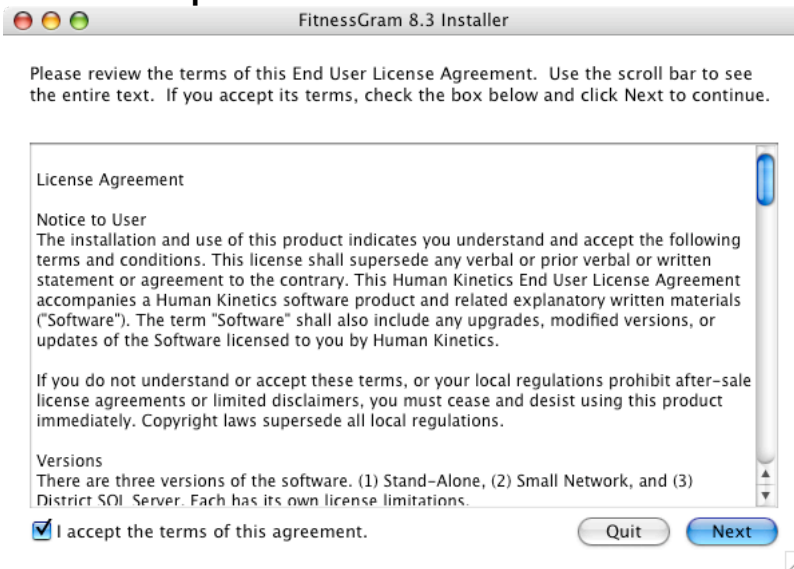 FitnessGram 8.3 Installer
Please review the terms of this End User License Agreement.  Use the scroll bar to see
the entire text.  If you accept its terms, check the box below and click Next to continue.
License Agreement
Notice to User
The installation and use of this product indicates you understand and accept the following
terms and conditions. This license shall supersede any verbal or prior verbal or written
statement or agreement to the contrary. This Human Kinetics End User License Agreement
accompanies a Human Kinetics software product and related explanatory written materials
("Software"). The term "Software" shall also include any upgrades, modified versions, or
updates of the Software licensed to you by Human Kinetics.
If you do not understand or accept these terms, or your local regulations prohibit after-sale
license agreements or limited disclaimers, you must cease and desist using this product
immediately. Copyright laws supersede all local regulations.
Versions
There are three versions of the software. (1) Stand-Alone, (2) Small Network, and (3)
District SQL Server. Each has its own license limitations.
I accept the terms of this agreement.
Quit
Next